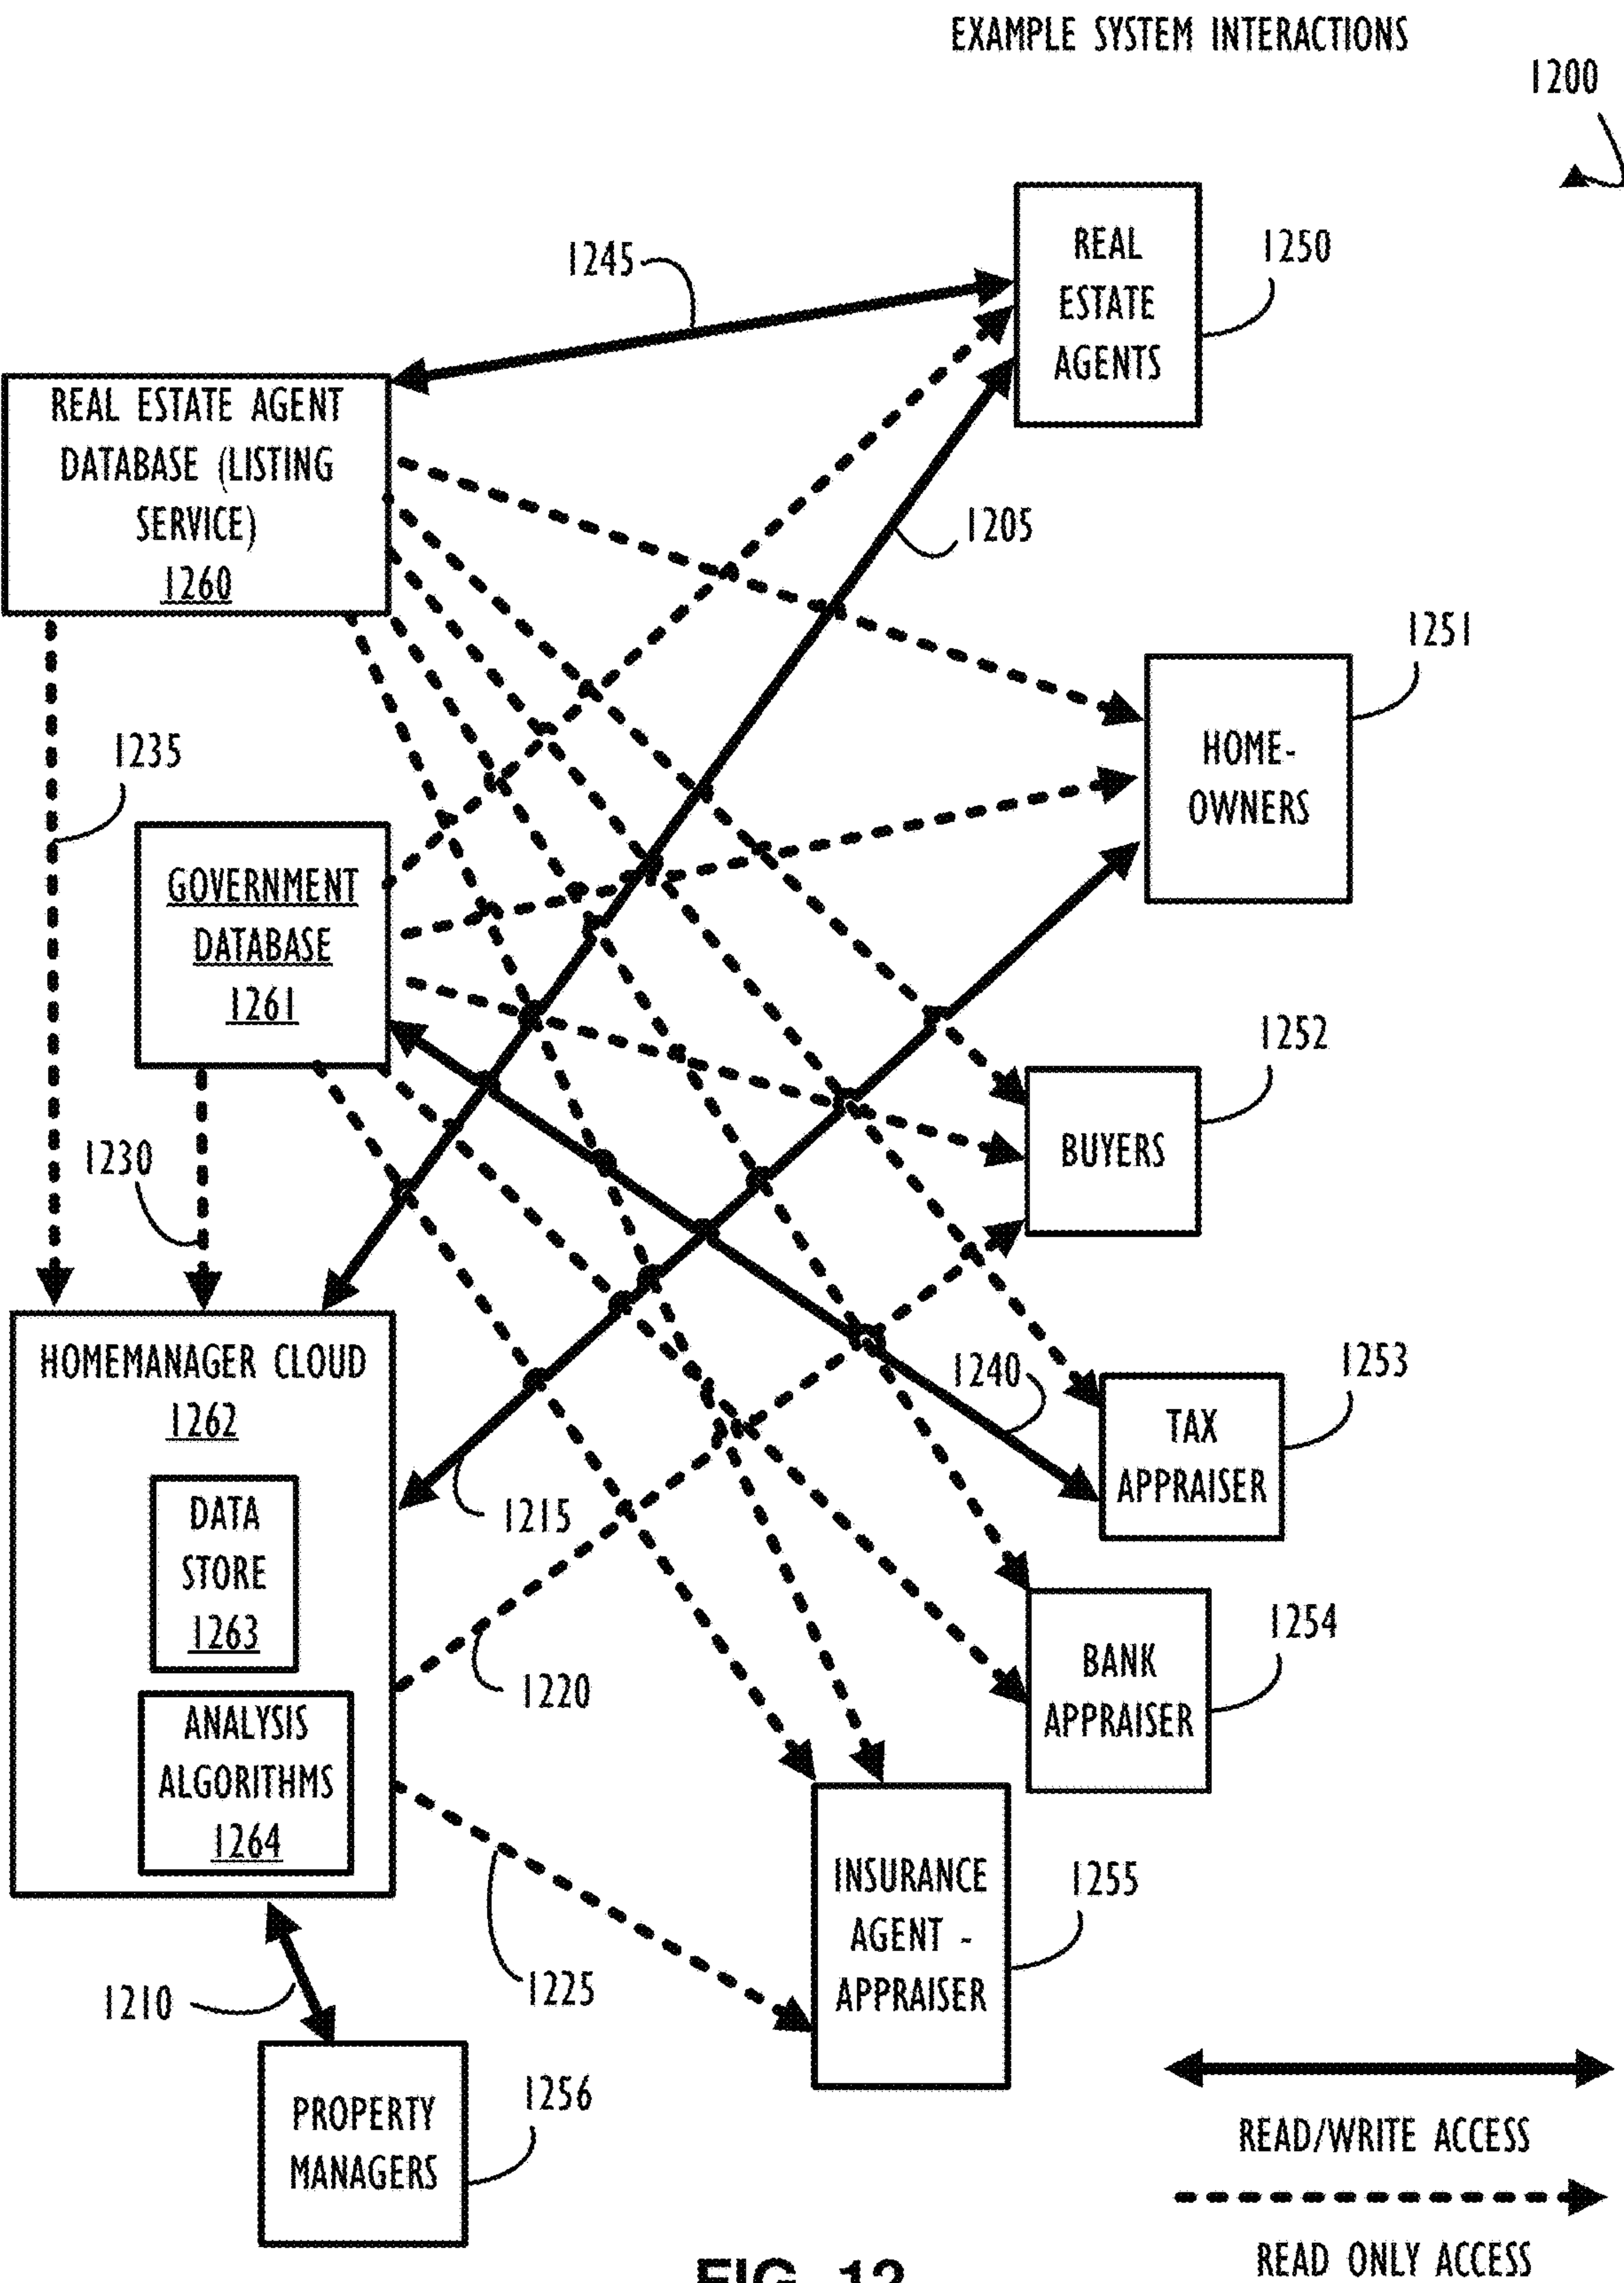 EXAMPLE SYSTEM INTERACTIONS
1200
REAL
ESTATE
AGENTS
1250
1245
REAL ESTATE AGENT
DATABASE (LISTING
SERVICE)
1260
1205
1251
HOME-
OWNERS
1235
GOVERNMENT
DATABASE
1261
1252
BUYERS
1230
HOMEMANAGER CLOUD
1262
1240
1253
TAX
APPRAISER
DATA
STORE
1263
1215
1254
BANK
APPRAISER
1220
ANALYSIS
ALGORITHMS
1264
1255
INSURANCE
AGENT -
APPRAISER
1225
1210
1256
PROPERTY
MANAGERS
READ/WRITE ACCESS
READ ONLY ACCESS
FIG. 12